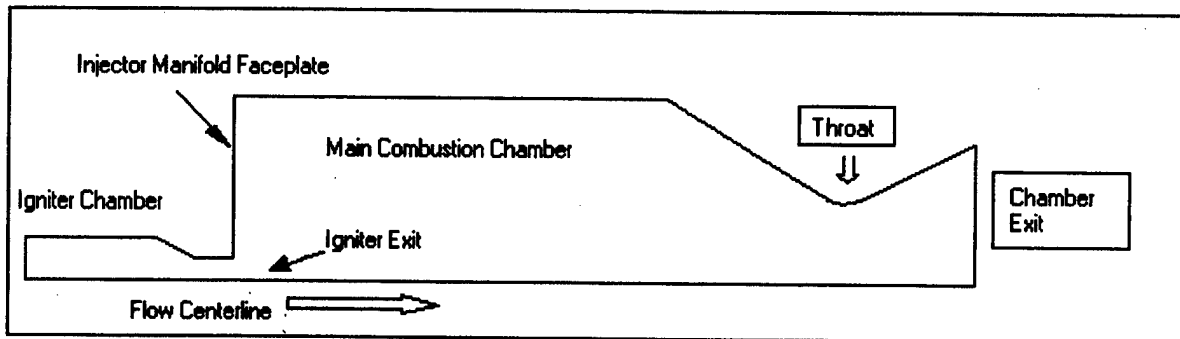 Injector Manifold Faceplate
Throat
Main Combustion Chamber
Igniter Chamber
Chamber
Exit
Igniter Exit
Flow Centerline